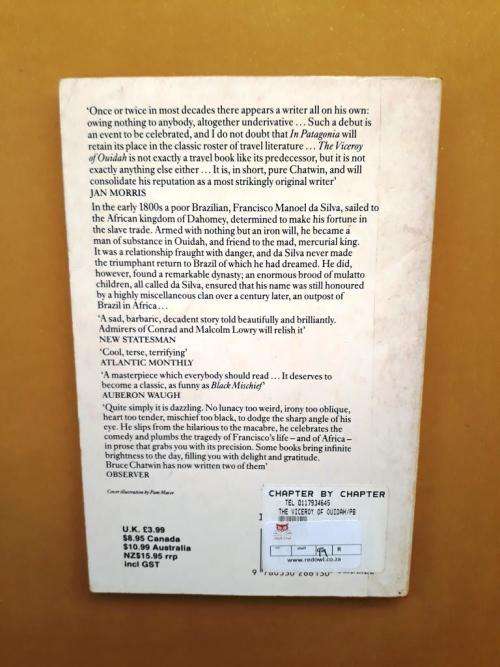 ‘Once or twice in most decades there appears a writer all on his own:
owing nothing to anybody, altogether underivative ... Such a debut is
an event to be celebrated, and I do not doubt that In Patagonia will
retain its place in the classic roster of travel literature ... The Viceroy
of Ouidah is not exactly a travel book like its predecessor, but it is not
exactly anything else either ... It is, in short, pure Chatwin, and will
consolidate his reputation as a most strikingly original writer’
JAN MORRIS
In the early 1800s a poor Brazilian, Francisco Manoel da Silva, sailed to
the African kingdom of Dahomey, determined to make his fortune in
the slave trade. Armed with nothing but an iron will, he became a
man of substance in Ouidah, and friend to the mad, mercurial king.
It was a relationship fraught with danger, and da Silva never made
the triumphant return to Brazil of which he had dreamed. He did,
however, found a remarkable dynasty; an enormous brood of mulatto
children, all called da Silva, ensured that his name was still honoured
by a highly miscellaneous clan over a century later, an outpost of
Brazil in Africa ...
‘A sad, barbaric, decadent story told beautifully and brilliantly.
Admirers of Conrad and Malcolm Lowry will relish it’
NEW STATESMAN
‘Cool, terse, terrifying’
ATLANTIC MONTHLY
‘A masterpiece which everybody should read ... It deserves to
become a classic, as funny as Black Mischief’
AUBERON WAUGH
‘Quite simply it is dazzling. No lunacy too weird, irony too oblique,
heart too tender, mischief too black, to dodge the sharp angle of his
eye. He slips from the hilarious to the macabre, he celebrates the
comedy and plumbs the tragedy of Francisco's life – and of Africa –
in prose that grabs you with its precision. Some books bring infinite
brightness to the day, filling you with delight and gratitude.
Bruce Chatwin has now written two of them’
OBSERVER
Cover illustration by Pam
CHAPTER BY CHAPTER
TEL 0117934645
THE VICEROY OF OUIDAH/PB
U.K. £3.99
$8.95 Canada
$10.99 Australia
NZ$15.95 rrp
incl GST
www.redowl.co.za